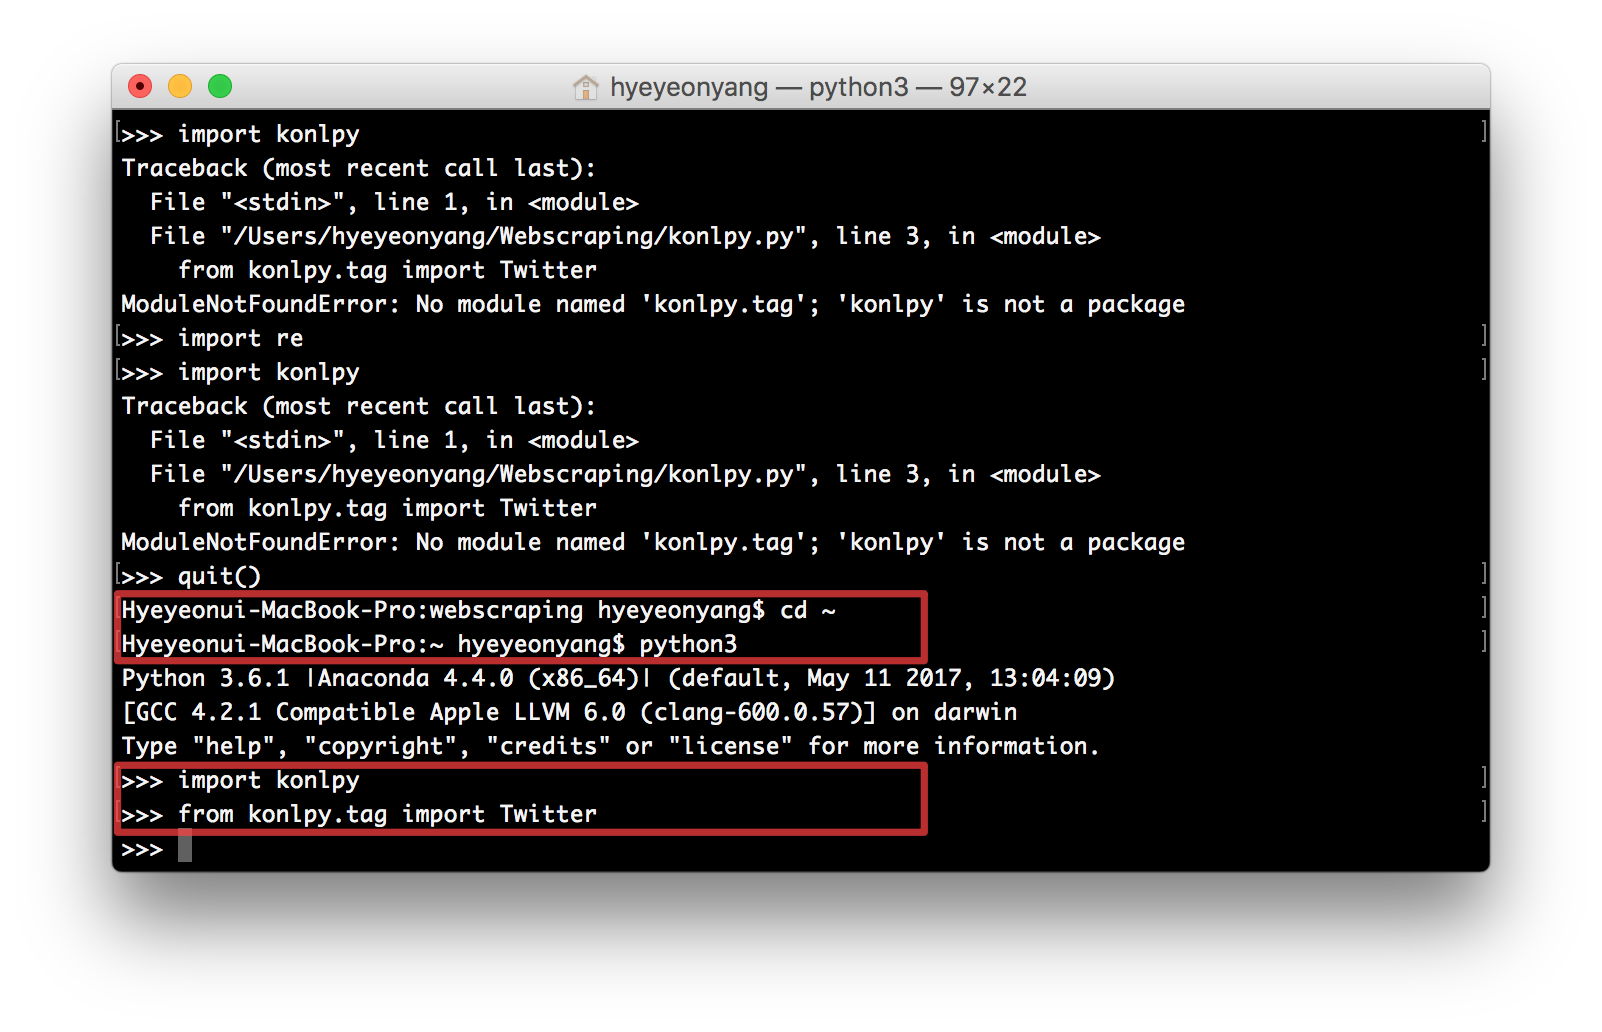 hyeyeonyang — python3 — 97×22
>>> import konlpy
Traceback (most recent call last):
  File "<stdin>", line 1, in <module>
  File "/Users/hyeyeonyang/Webscraping/konlpy.py", line 3, in <module>
    from konlpy.tag import Twitter
ModuleNotFoundError: No module named 'konlpy.tag'; 'konlpy' is not a package
>>> import re
>>> import konlpy
Traceback (most recent call last):
  File "<stdin>", line 1, in <module>
  File "/Users/hyeyeonyang/Webscraping/konlpy.py", line 3, in <module>
    from konlpy.tag import Twitter
ModuleNotFoundError: No module named 'konlpy.tag'; 'konlpy' is not a package
>>> quit()
Hyeyeonui-MacBook-Pro:webscraping hyeyeonyang$ cd ~
Hyeyeonui-MacBook-Pro:~ hyeyeonyang$ python3
Python 3.6.1 |Anaconda 4.4.0 (x86_64)| (default, May 11 2017, 13:04:09)
[GCC 4.2.1 Compatible Apple LLVM 6.0 (clang-600.0.57)] on darwin
Type "help", "copyright", "credits" or "license" for more information.
>>> import konlpy
>>> from konlpy.tag import Twitter
>>>